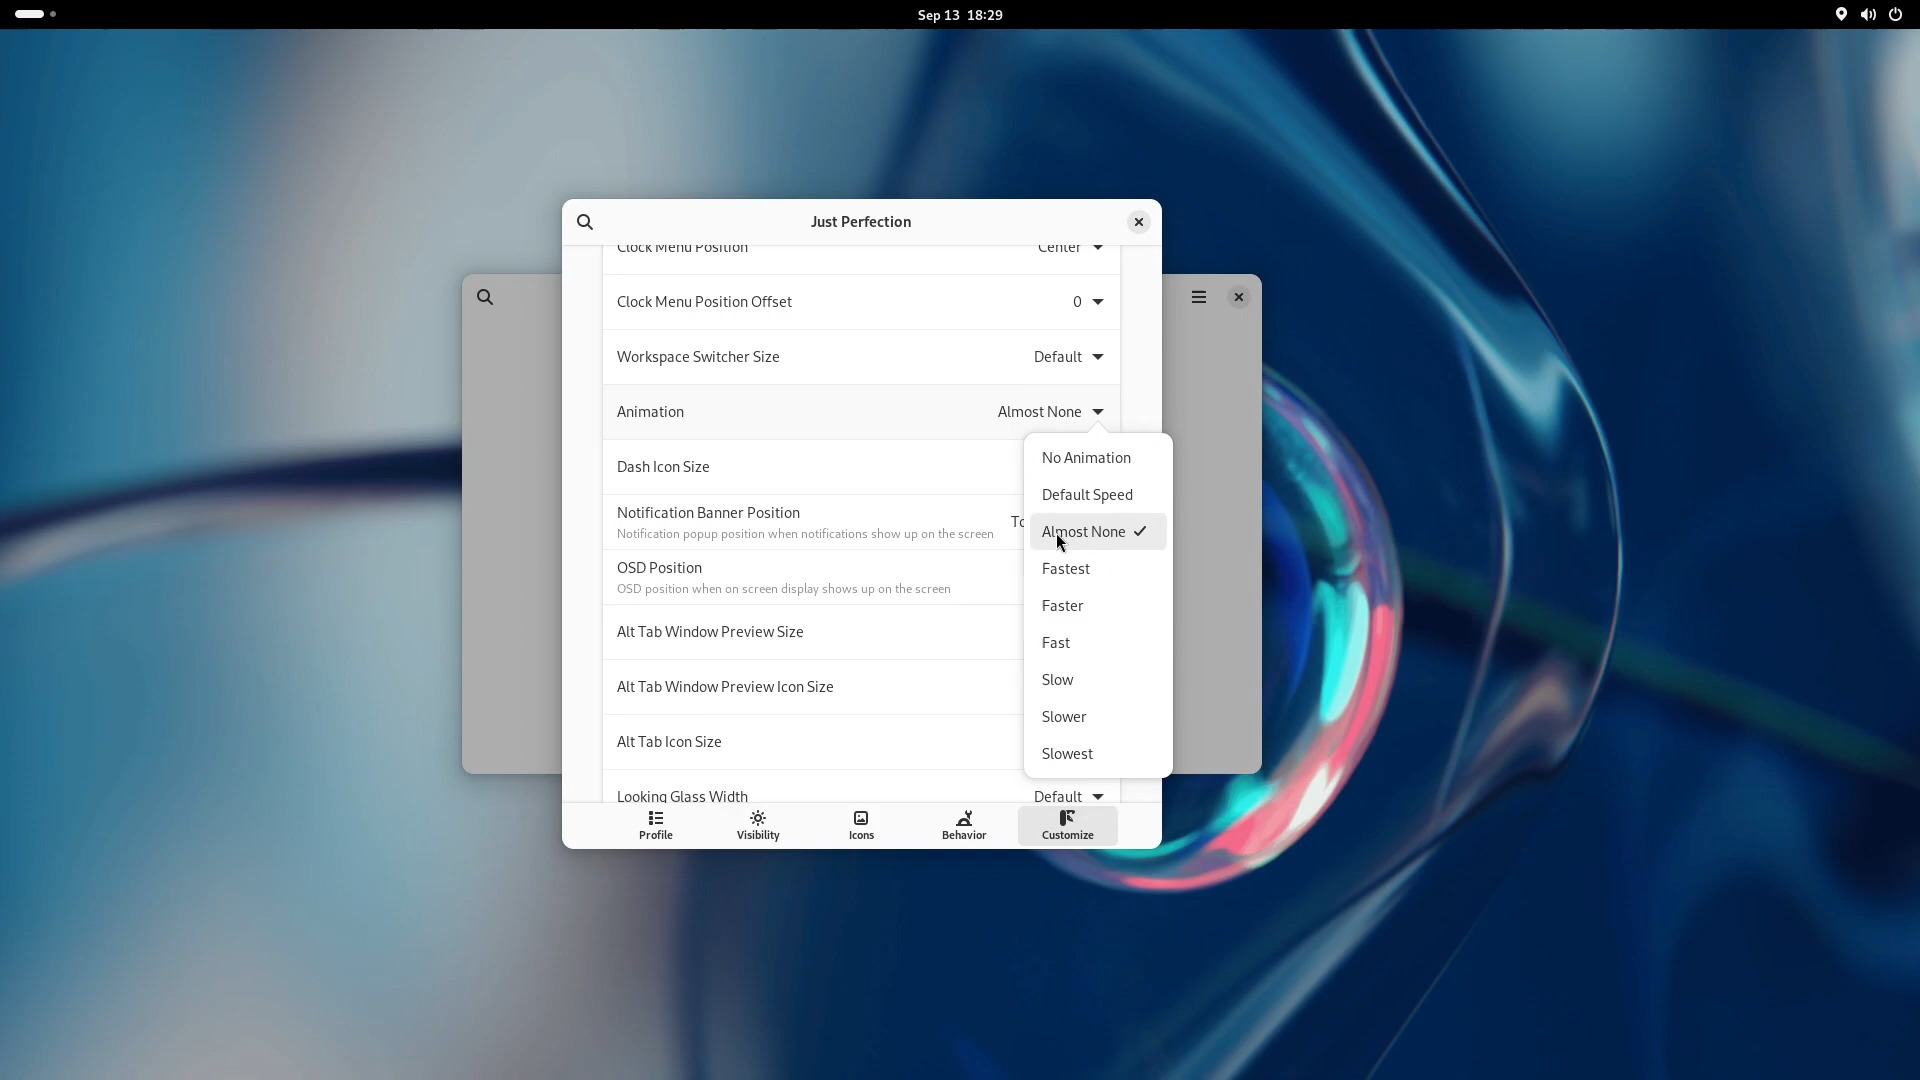 Sep 13 18:29
Just Perfection
Clock Menu Position Center
Clock Menu Position Offset 0
Workspace Switcher Size Default
Animation Almost None
Dash Icon Size
Notification Banner Position
Notification popup position when notifications show up on the screen
OSD Position
OSD position when on screen display shows up on the screen
Alt Tab Window Preview Size
Alt Tab Window Preview Icon Size
Alt Tab Icon Size
Looking Glass Width Default
No Animation
Default Speed
Almost None
Fastest
Faster
Fast
Slow
Slower
Slowest
Profile
Visibility
Icons
Behavior
Customize